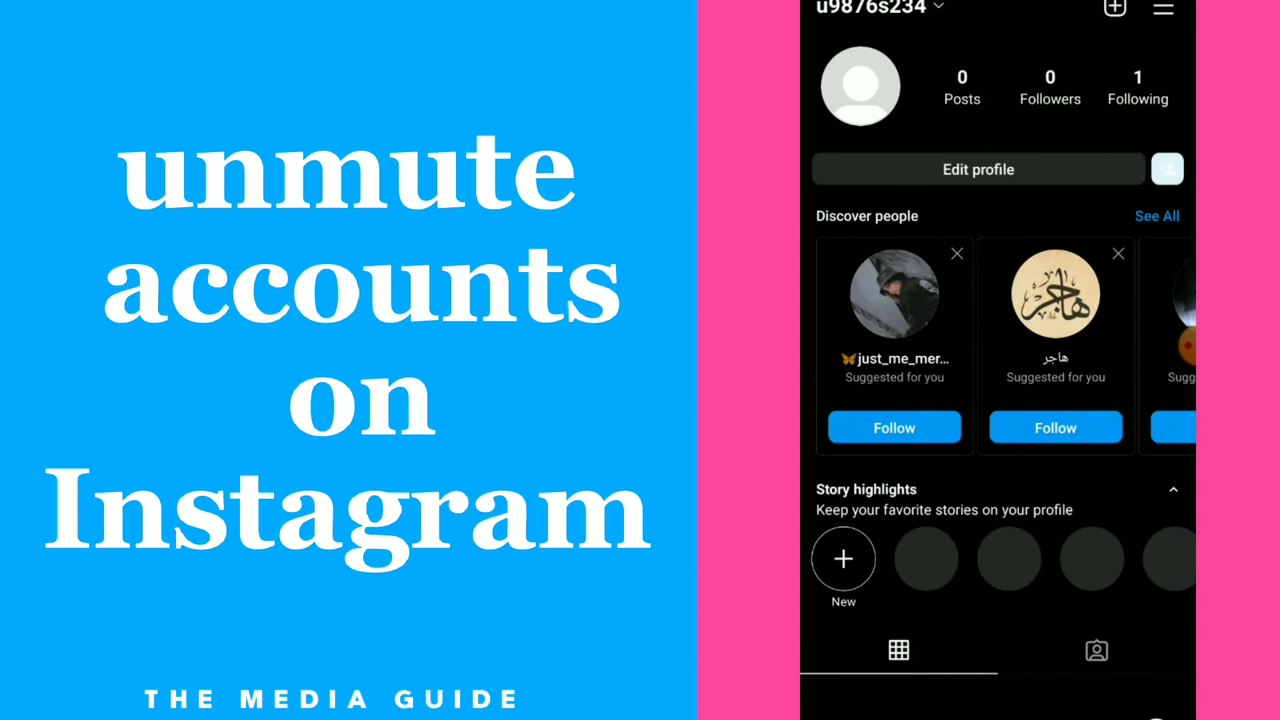 unmute
accounts
on
Instagram
THE MEDIA GUIDE
u9876s234
0
Posts
0
Followers
1
Following
Edit profile
Discover people
See All
هاجر
🦋just_me_mer...
Suggested for you
Follow
هاجر
Suggested for you
Follow
Sugg
Story highlights
Keep your favorite stories on your profile
New